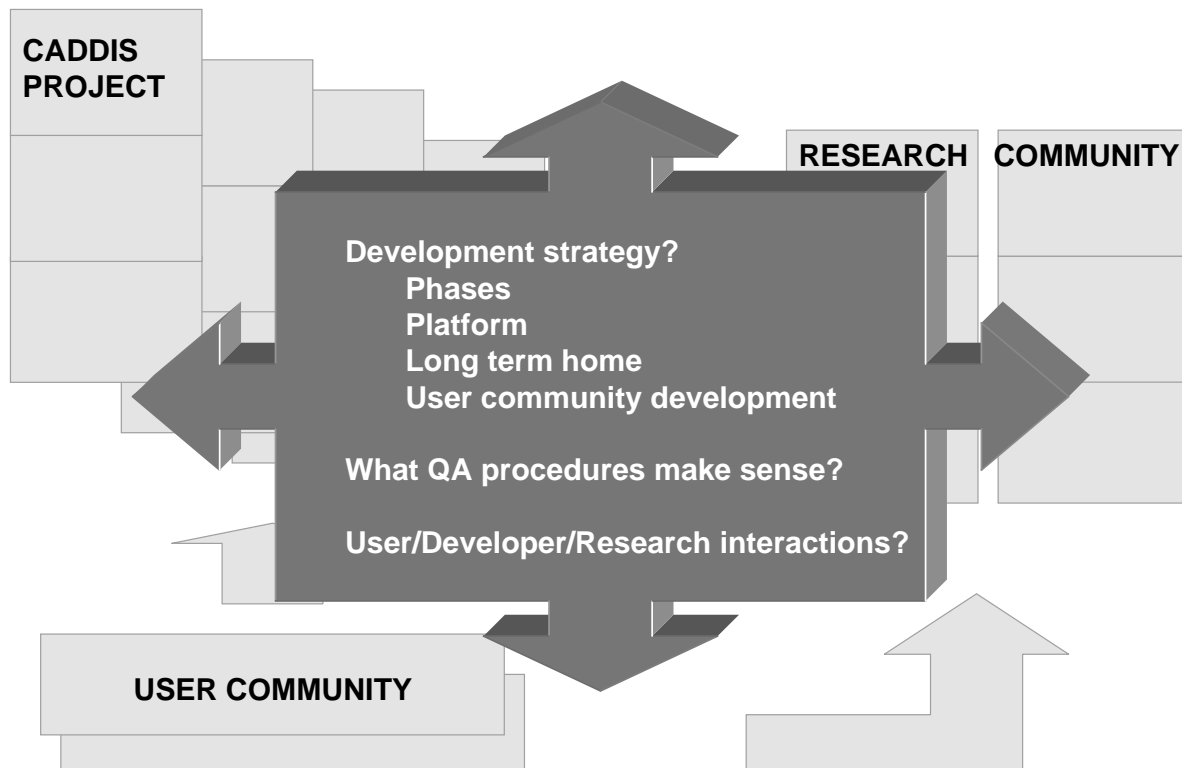 CADDIS
PROJECT
RESEARCH COMMUNITY
Development strategy?
Phases
Platform
Long term home
User community development
What QA procedures make sense?
User/Developer/Research interactions?
USER COMMUNITY